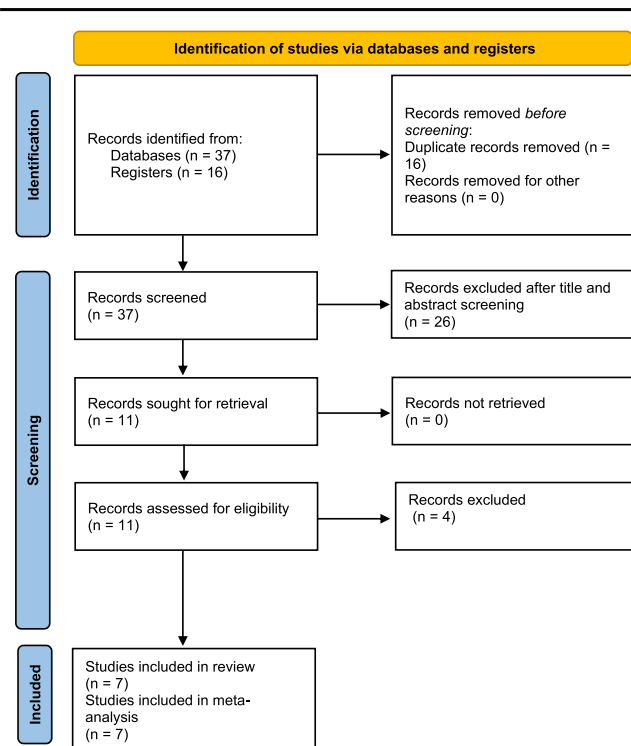 Identification of studies via databases and registers
Identification
Records identified from:
Databases (n = 37)
Registers (n = 16)
Records removed before
screening:
Duplicate records removed (n =
16)
Records removed for other
reasons (n = 0)
Screening
Records screened
(n = 37)
Records excluded after title and
abstract screening
(n = 26)
Records sought for retrieval
(n = 11)
Records not retrieved
(n = 0)
Records assessed for eligibility
(n = 11)
Records excluded
(n = 4)
Included
Studies included in review
(n = 7)
Studies included in meta-
analysis
(n = 7)